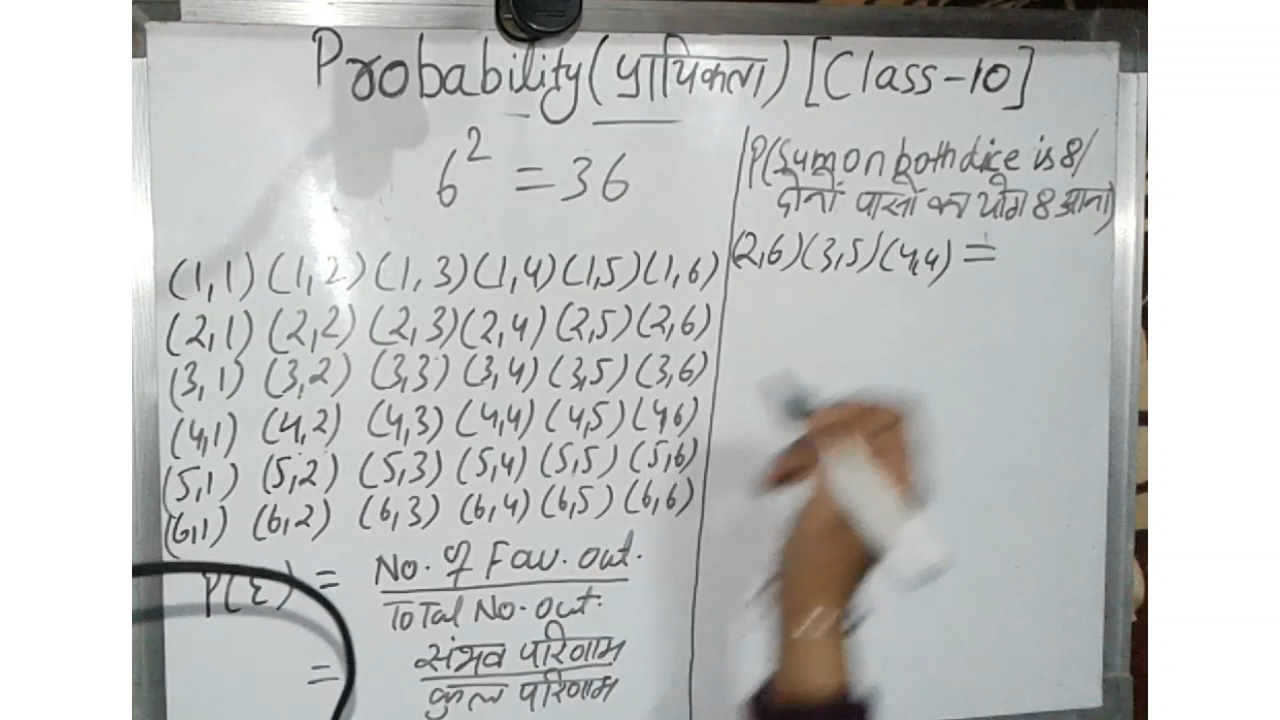 Probability (प्रायिकता) [Class-10]
6² = 36
(1,1) (1,2) (1,3) (1,4) (1,5) (1,6)
(2,1) (2,2) (2,3) (2,4) (2,5) (2,6)
(3,1) (3,2) (3,3) (3,4) (3,5) (3,6)
(4,1) (4,2) (4,3) (4,4) (4,5) (4,6)
(5,1) (5,2) (5,3) (5,4) (5,5) (5,6)
(6,1) (6,2) (6,3) (6,4) (6,5) (6,6)
P(E) = No. of Fav. out.
Total No. out.
= संभव परिणाम
कुल परिणाम
P(Sum on both dice is 8/
दोनों पासों का योग 8 आना)
(2,6) (3,5) (4,4) =